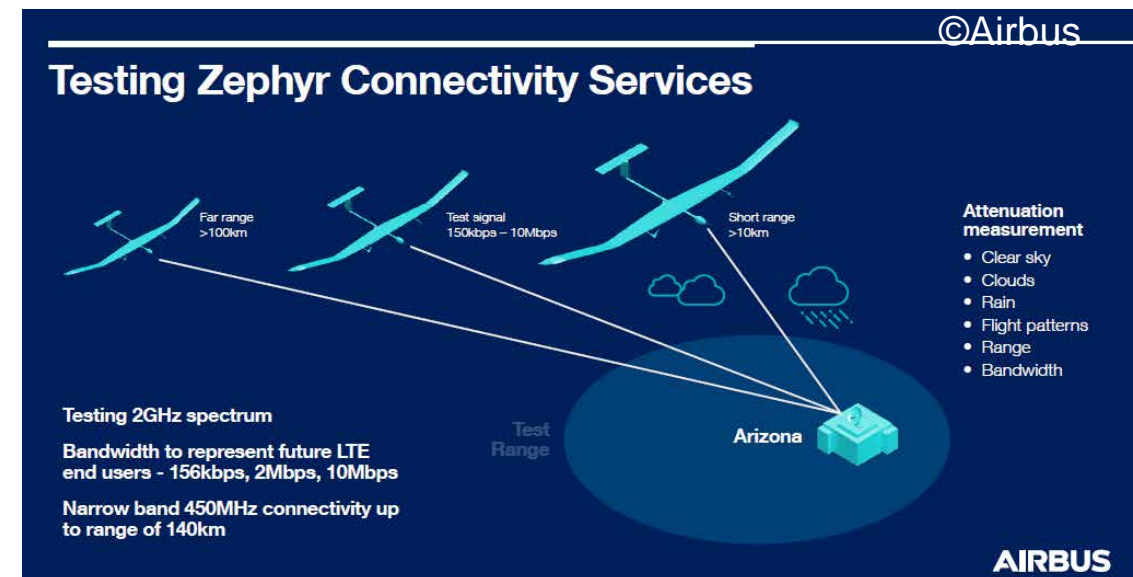 ©Airbus
Testing Zephyr Connectivity Services
Far range
>100km
Test signal
150kbps – 10Mbps
Short range
>10km
Attenuation
measurement
• Clear sky
• Clouds
• Rain
• Flight patterns
• Range
• Bandwidth
Testing 2GHz spectrum
Bandwidth to represent future LTE
end users - 156kbps, 2Mbps, 10Mbps
Narrow band 450MHz connectivity up
to range of 140km
Test
Range
Arizona
AIRBUS